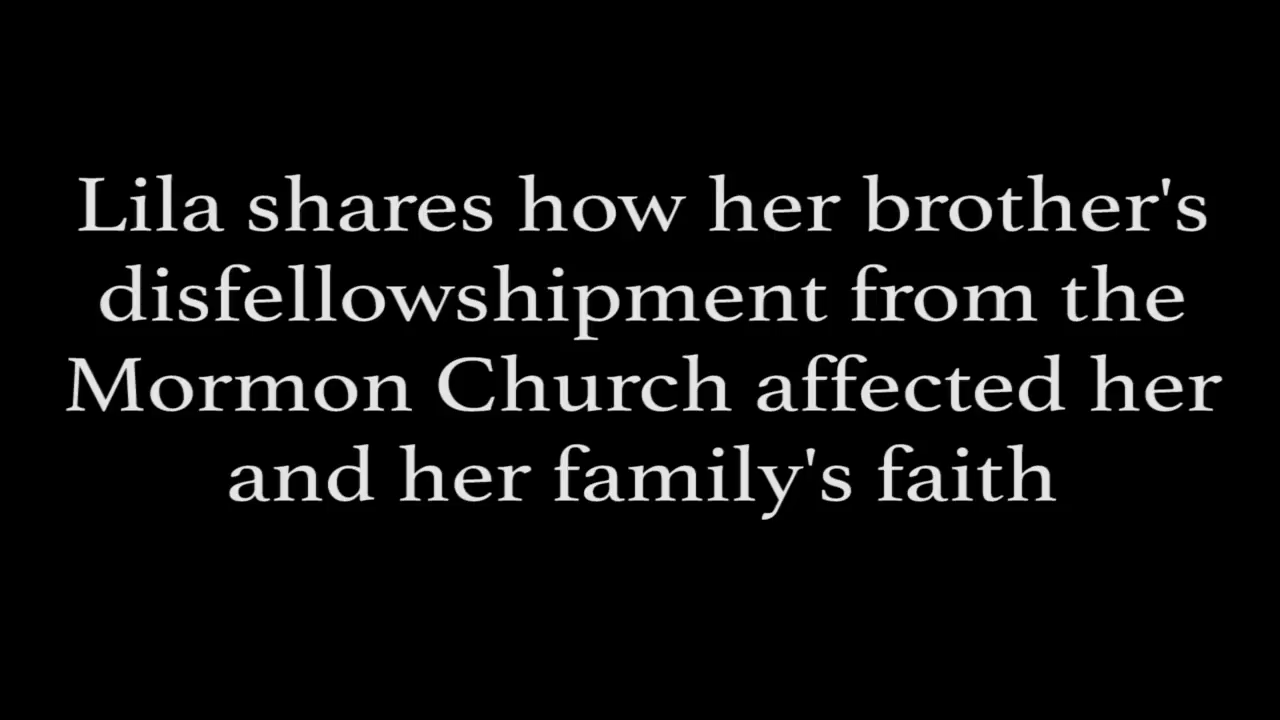 Lila shares how her brother's
disfellowshipment from the
Mormon Church affected her
and her family's faith